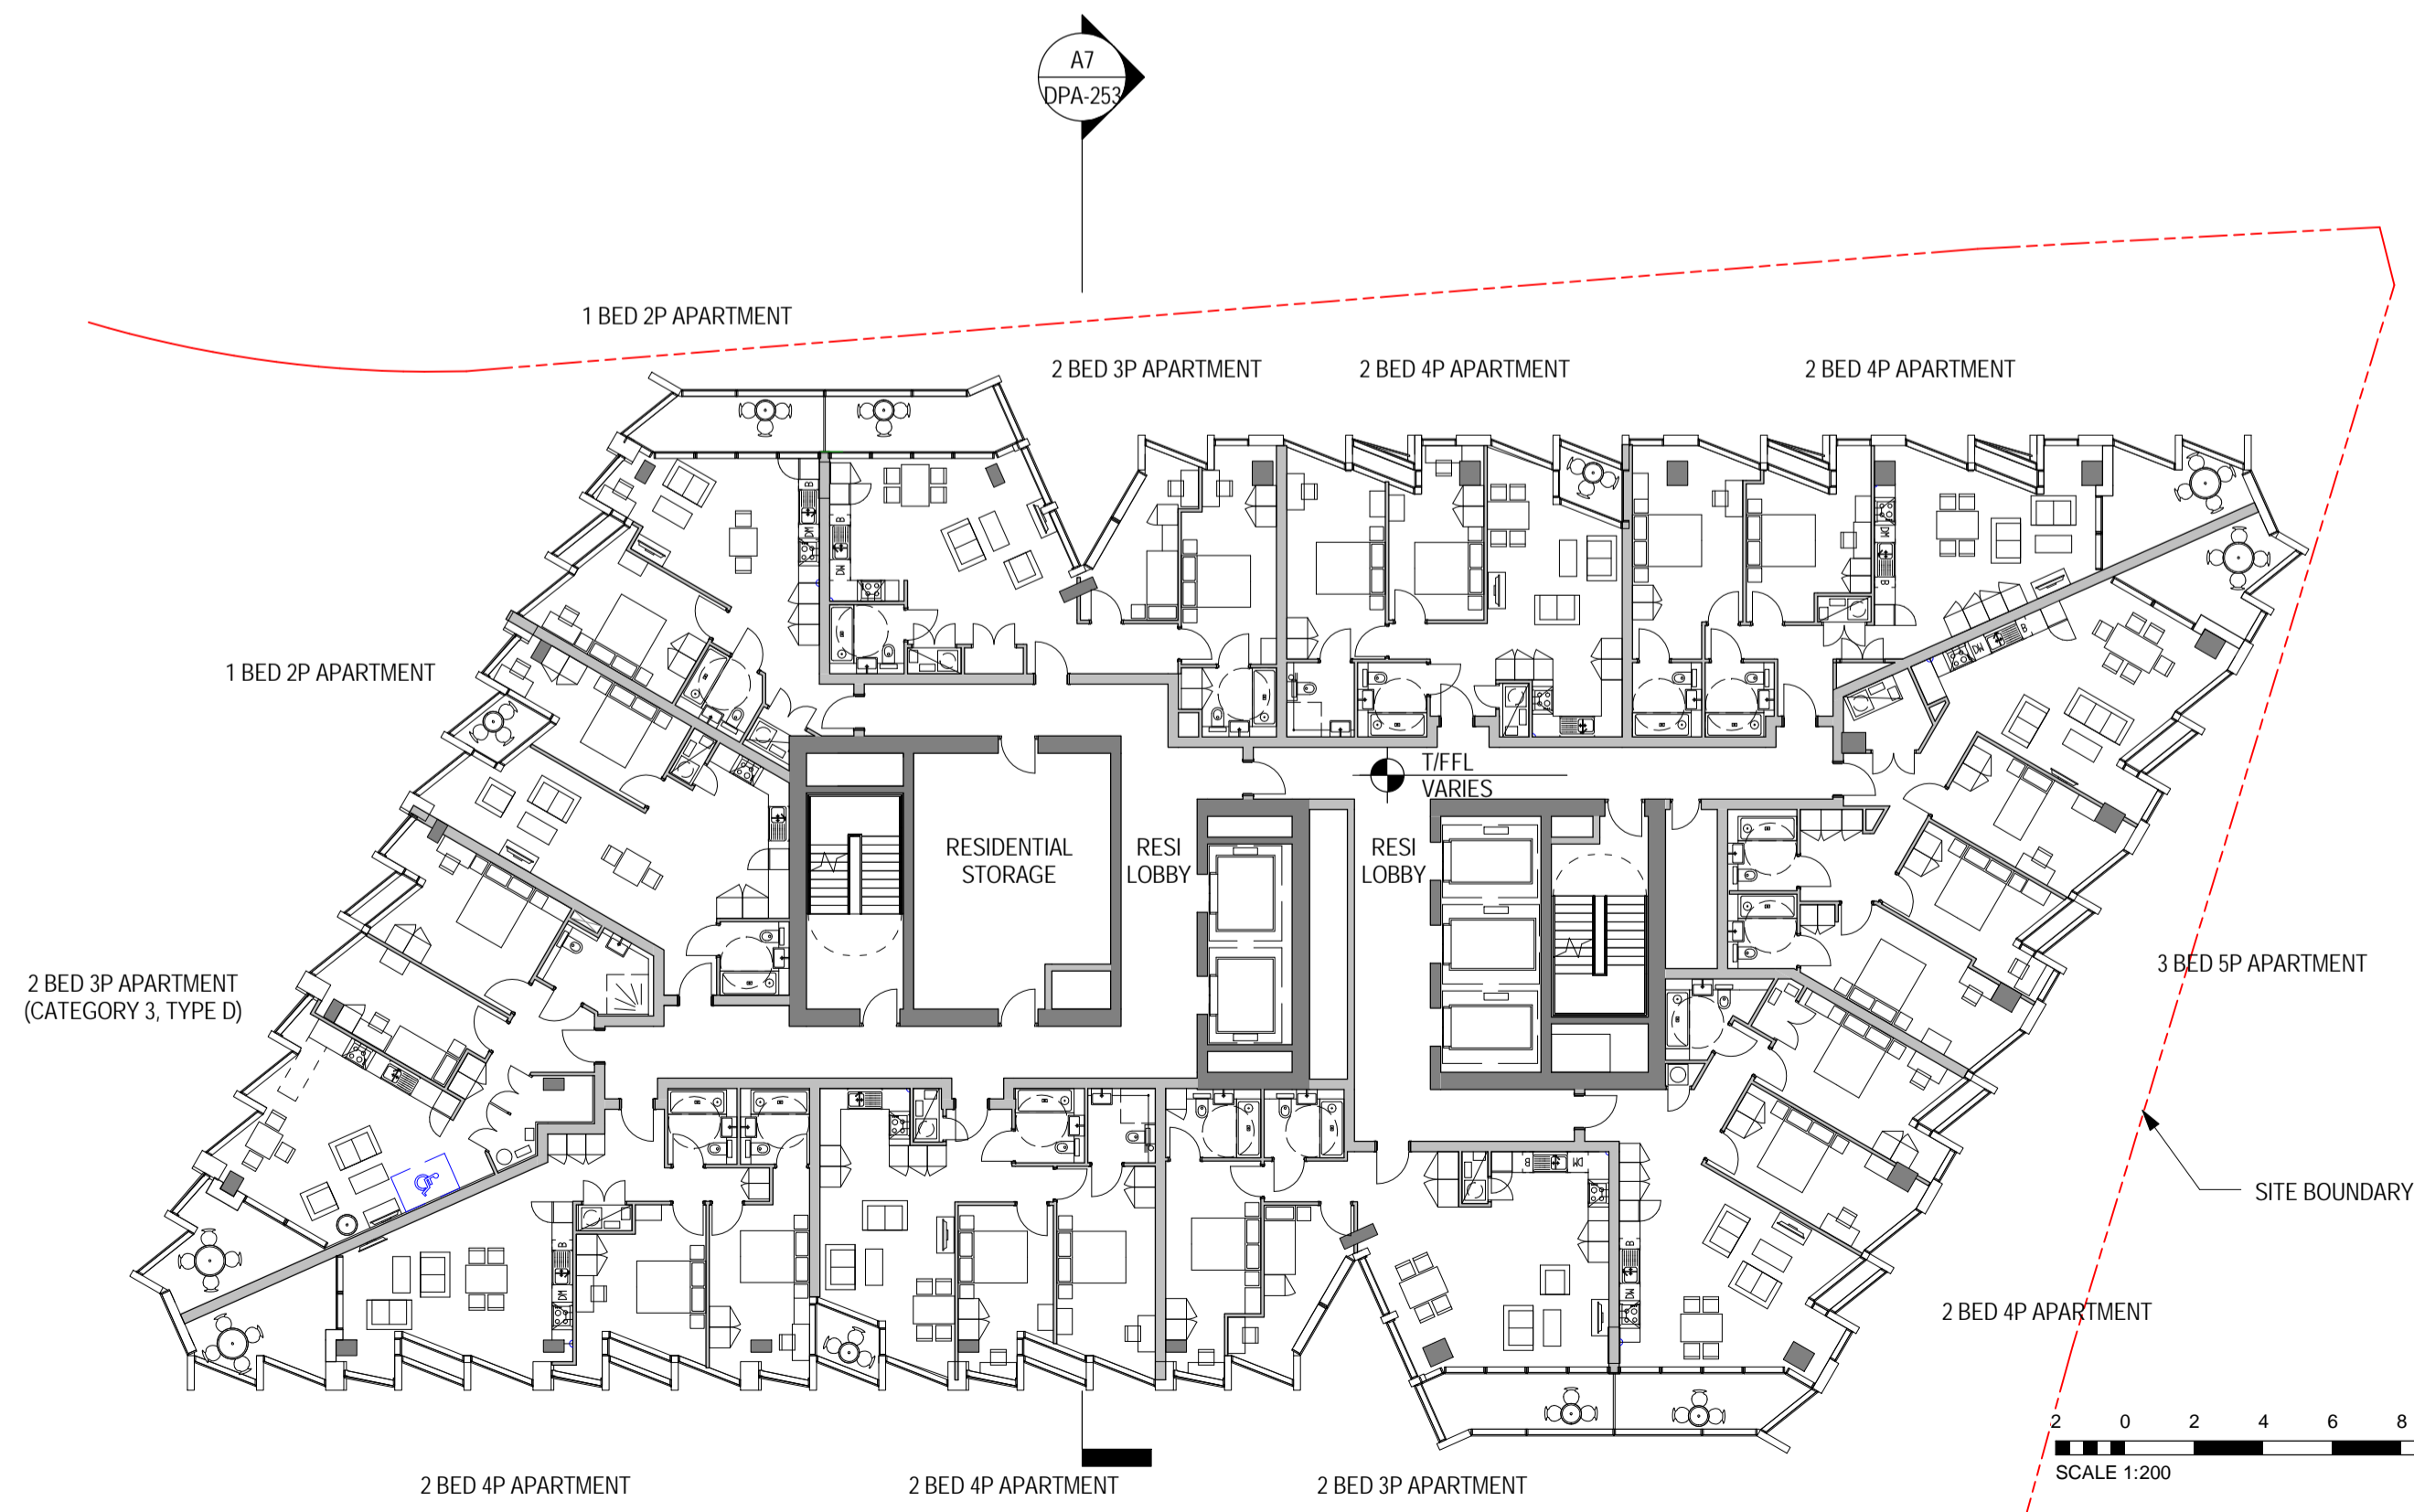 A7
DPA-253
1 BED 2P APARTMENT
2 BED 3P APARTMENT
2 BED 4P APARTMENT
2 BED 4P APARTMENT
1 BED 2P APARTMENT
T/FFL
VARIES
RESIDENTIAL
STORAGE
RESI
LOBBY
RESI
LOBBY
2 BED 3P APARTMENT
(CATEGORY 3, TYPE D)
3 BED 5P APARTMENT
SITE BOUNDARY
2 BED 4P APARTMENT
2 0 2 4 6 8
SCALE 1:200
2 BED 4P APARTMENT
2 BED 4P APARTMENT
2 BED 3P APARTMENT